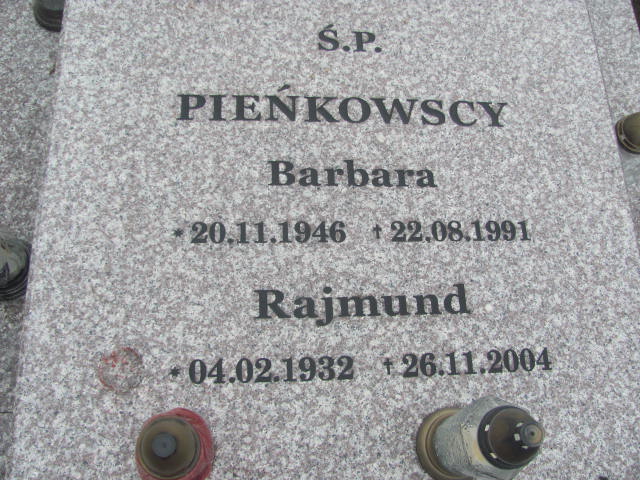 Ś.P.
PIEŃKOWSCY
Barbara
* 20.11.1946 † 22.08.1991
Rajmund
* 04.02.1932 † 26.11.2004